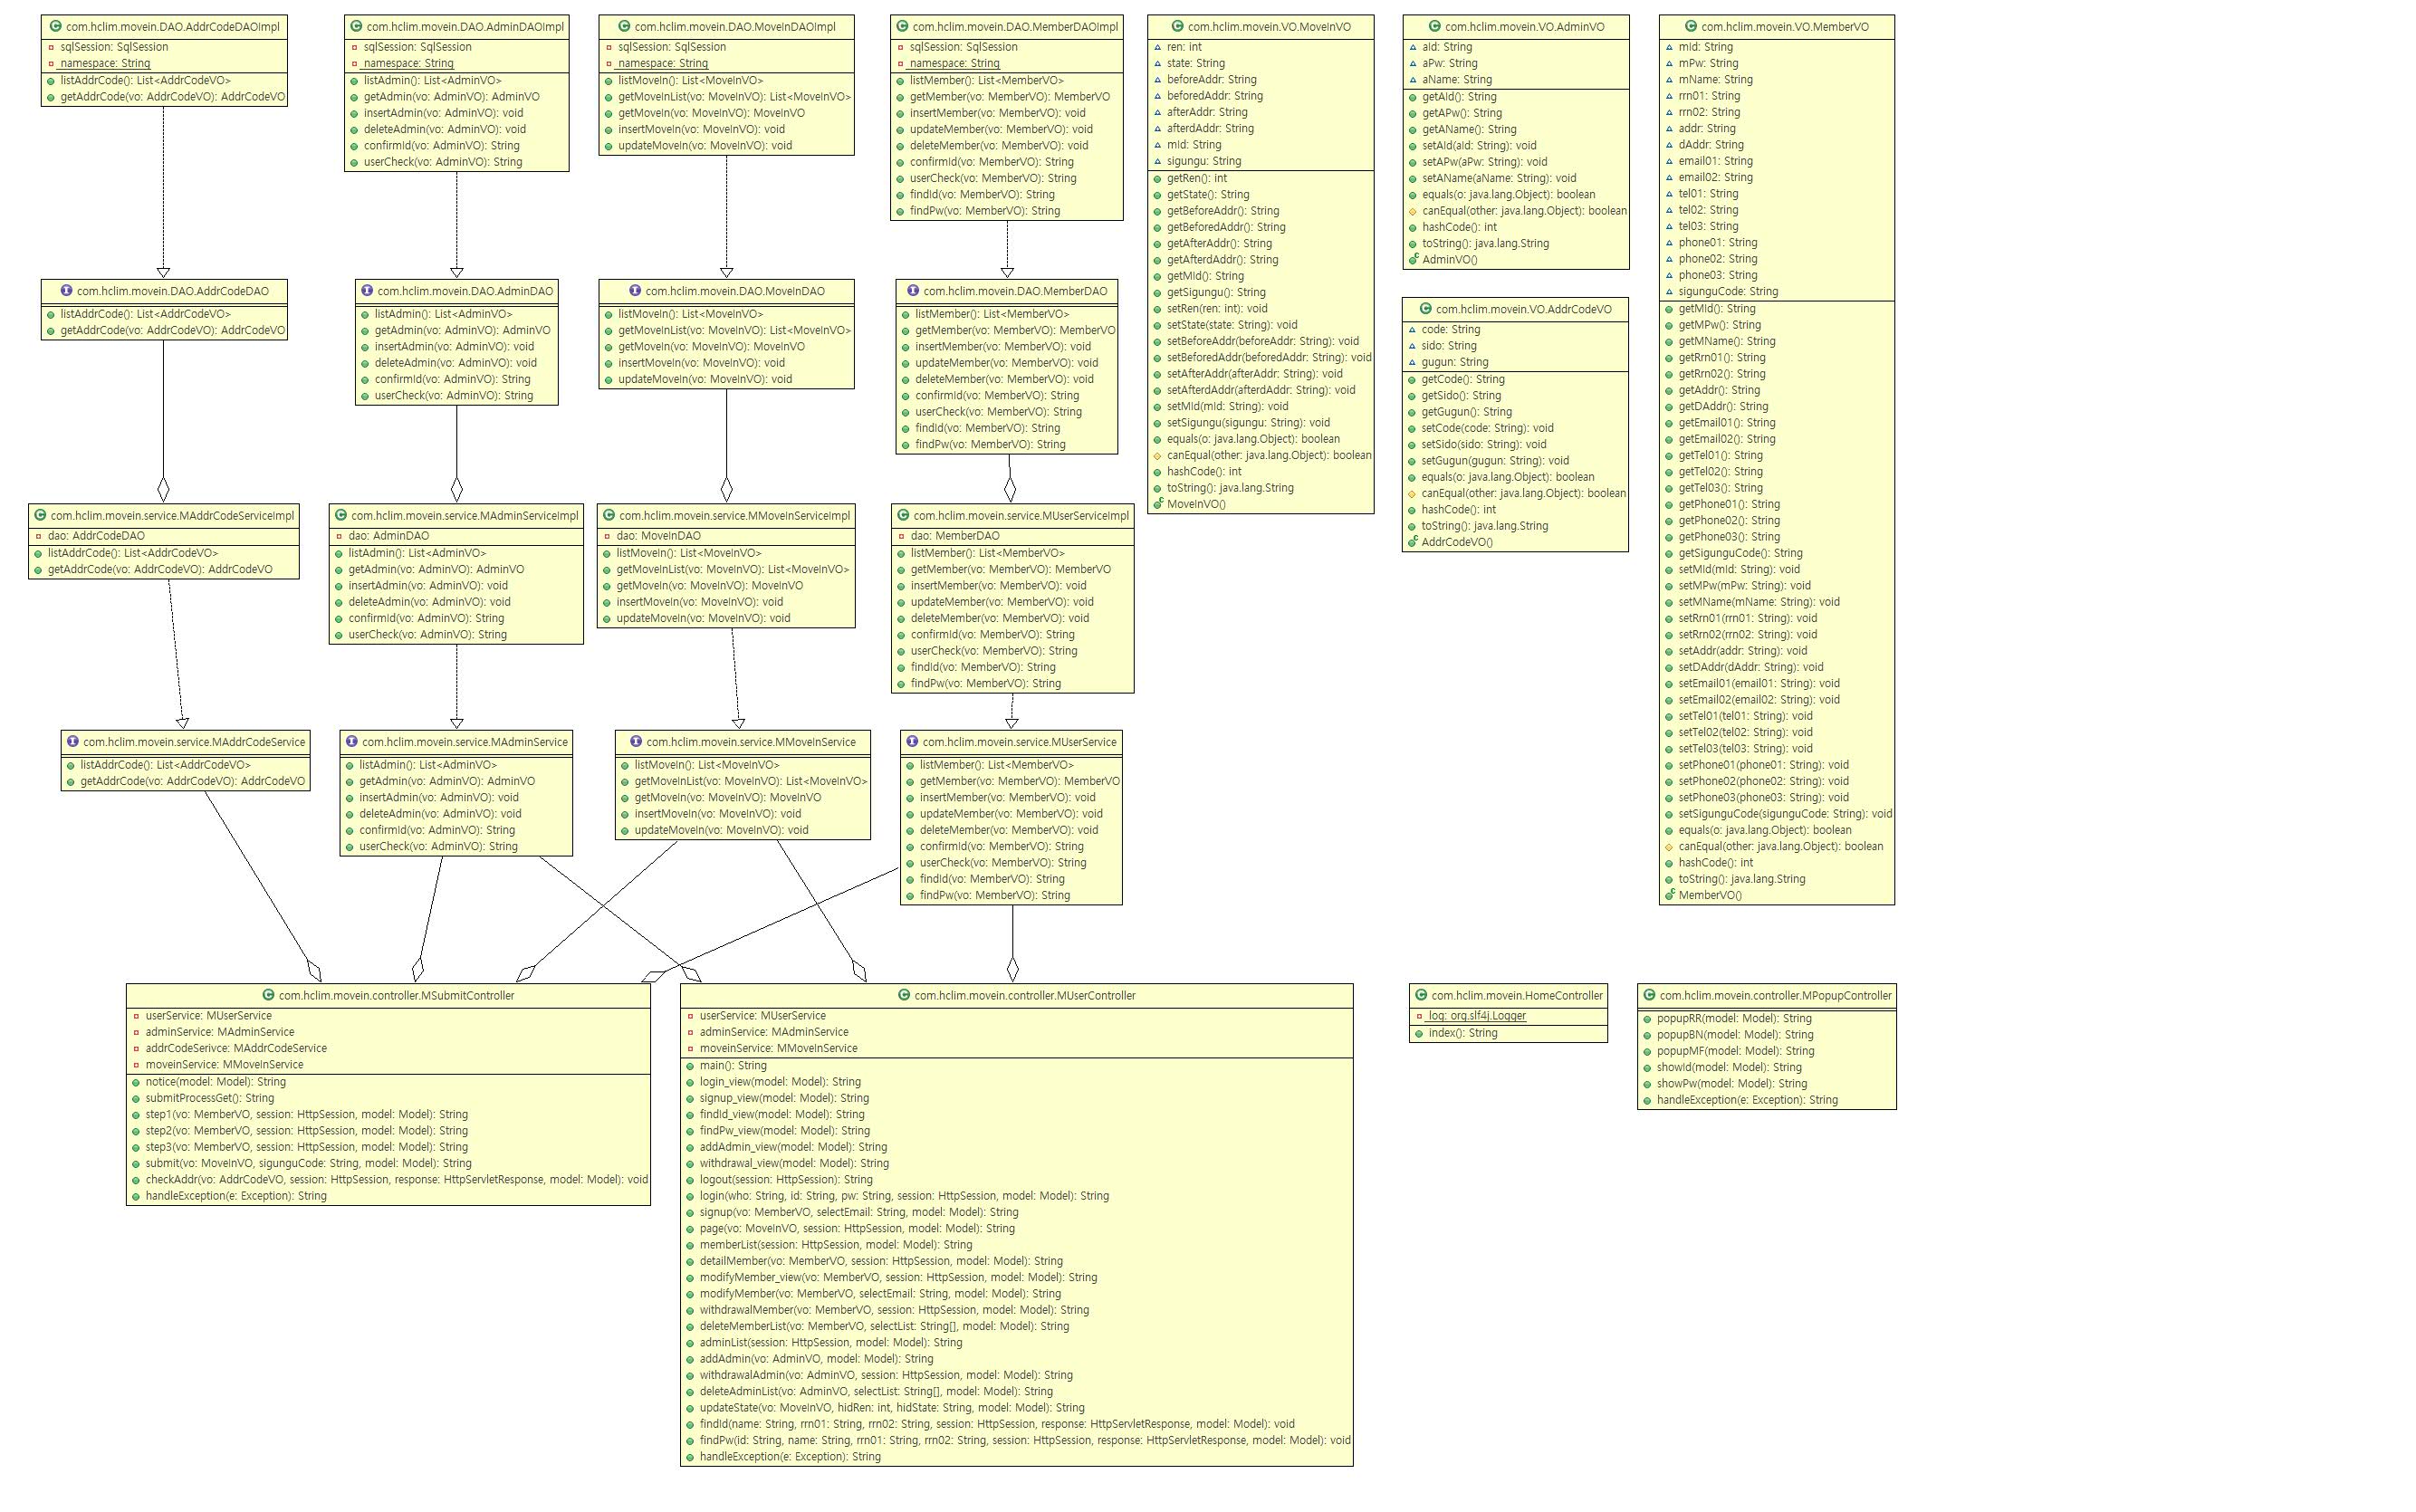 com.hclim.movein.DAO.AddrCodeDAOImpl
sqlSession: SqlSession
namespace: String
listAddrCode(): List<AddrCodeVO>
getAddrCode(vo: AddrCodeVO): AddrCodeVO
com.hclim.movein.DAO.AdminDAOImpl
sqlSession: SqlSession
namespace: String
listAdmin(): List<AdminVO>
getAdmin(vo: AdminVO): AdminVO
insertAdmin(vo: AdminVO): void
deleteAdmin(vo: AdminVO): void
confirmId(vo: AdminVO): String
userCheck(vo: AdminVO): String
com.hclim.movein.DAO.MoveInDAOImpl
sqlSession: SqlSession
namespace: String
listMoveIn(): List<MoveInVO>
getMoveInList(vo: MoveInVO): List<MoveInVO>
getMoveIn(vo: MoveInVO): MoveInVO
insertMoveIn(vo: MoveInVO): void
updateMoveIn(vo: MoveInVO): void
com.hclim.movein.DAO.MemberDAOImpl
sqlSession: SqlSession
namespace: String
listMember(): List<MemberVO>
getMember(vo: MemberVO): MemberVO
insertMember(vo: MemberVO): void
updateMember(vo: MemberVO): void
deleteMember(vo: MemberVO): void
confirmId(vo: MemberVO): String
userCheck(vo: MemberVO): String
findId(vo: MemberVO): String
findPw(vo: MemberVO): String
com.hclim.movein.VO.MoveInVO
ren: int
state: String
beforeAddr: String
beforedAddr: String
afterAddr: String
afterdAddr: String
mId: String
sigungu: String
getRen(): int
getState(): String
getBeforeAddr(): String
getBeforedAddr(): String
getAfterAddr(): String
getAfterdAddr(): String
getMId(): String
getSigungu(): String
setRen(ren: int): void
setState(state: String): void
setBeforeAddr(beforeAddr: String): void
setBeforedAddr(beforedAddr: String): void
setAfterAddr(afterAddr: String): void
setAfterdAddr(afterdAddr: String): void
setMId(mId: String): void
setSigungu(sigungu: String): void
equals(o: java.lang.Object): boolean
canEqual(other: java.lang.Object): boolean
hashCode(): int
toString(): java.lang.String
MoveInVO()
com.hclim.movein.VO.AdminVO
aId: String
aPw: String
aName: String
getAId(): String
getAPw(): String
getAName(): String
setAId(aId: String): void
setAPw(aPw: String): void
setAName(aName: String): void
equals(o: java.lang.Object): boolean
canEqual(other: java.lang.Object): boolean
hashCode(): int
toString(): java.lang.String
AdminVO()
com.hclim.movein.VO.AddrCodeVO
code: String
sido: String
gugun: String
getCode(): String
getSido(): String
getGugun(): String
setCode(code: String): void
setSido(sido: String): void
setGugun(gugun: String): void
equals(o: java.lang.Object): boolean
canEqual(other: java.lang.Object): boolean
hashCode(): int
toString(): java.lang.String
AddrCodeVO()
com.hclim.movein.VO.MemberVO
mId: String
mPw: String
mName: String
rrn01: String
rrn02: String
addr: String
dAddr: String
email01: String
email02: String
tel01: String
tel02: String
tel03: String
phone01: String
phone02: String
phone03: String
sigunguCode: String
getMId(): String
getMPw(): String
getMName(): String
getRrn01(): String
getRrn02(): String
getAddr(): String
getDAddr(): String
getEmail01(): String
getEmail02(): String
getTel01(): String
getTel02(): String
getTel03(): String
getPhone01(): String
getPhone02(): String
getPhone03(): String
getSigunguCode(): String
setMId(mId: String): void
setMPw(mPw: String): void
setMName(mName: String): void
setRrn01(rrn01: String): void
setRrn02(rrn02: String): void
setAddr(addr: String): void
setDAddr(dAddr: String): void
setEmail01(email01: String): void
setEmail02(email02: String): void
setTel01(tel01: String): void
setTel02(tel02: String): void
setTel03(tel03: String): void
setPhone01(phone01: String): void
setPhone02(phone02: String): void
setPhone03(phone03: String): void
setSigunguCode(sigunguCode: String): void
equals(o: java.lang.Object): boolean
canEqual(other: java.lang.Object): boolean
hashCode(): int
toString(): java.lang.String
MemberVO()
com.hclim.movein.DAO.AddrCodeDAO
listAddrCode(): List<AddrCodeVO>
getAddrCode(vo: AddrCodeVO): AddrCodeVO
com.hclim.movein.DAO.AdminDAO
listAdmin(): List<AdminVO>
getAdmin(vo: AdminVO): AdminVO
insertAdmin(vo: AdminVO): void
deleteAdmin(vo: AdminVO): void
confirmId(vo: AdminVO): String
userCheck(vo: AdminVO): String
com.hclim.movein.DAO.MoveInDAO
listMoveIn(): List<MoveInVO>
getMoveInList(vo: MoveInVO): List<MoveInVO>
getMoveIn(vo: MoveInVO): MoveInVO
insertMoveIn(vo: MoveInVO): void
updateMoveIn(vo: MoveInVO): void
com.hclim.movein.DAO.MemberDAO
listMember(): List<MemberVO>
getMember(vo: MemberVO): MemberVO
insertMember(vo: MemberVO): void
updateMember(vo: MemberVO): void
deleteMember(vo: MemberVO): void
confirmId(vo: MemberVO): String
userCheck(vo: MemberVO): String
findId(vo: MemberVO): String
findPw(vo: MemberVO): String
com.hclim.movein.service.MAddrCodeServiceImpl
dao: AddrCodeDAO
listAddrCode(): List<AddrCodeVO>
getAddrCode(vo: AddrCodeVO): AddrCodeVO
com.hclim.movein.service.MAdminServiceImpl
dao: AdminDAO
listAdmin(): List<AdminVO>
getAdmin(vo: AdminVO): AdminVO
insertAdmin(vo: AdminVO): void
deleteAdmin(vo: AdminVO): void
confirmId(vo: AdminVO): String
userCheck(vo: AdminVO): String
com.hclim.movein.service.MMoveInServiceImpl
dao: MoveInDAO
listMoveIn(): List<MoveInVO>
getMoveInList(vo: MoveInVO): List<MoveInVO>
getMoveIn(vo: MoveInVO): MoveInVO
insertMoveIn(vo: MoveInVO): void
updateMoveIn(vo: MoveInVO): void
com.hclim.movein.service.MUserServiceImpl
dao: MemberDAO
listMember(): List<MemberVO>
getMember(vo: MemberVO): MemberVO
insertMember(vo: MemberVO): void
updateMember(vo: MemberVO): void
deleteMember(vo: MemberVO): void
confirmId(vo: MemberVO): String
userCheck(vo: MemberVO): String
findId(vo: MemberVO): String
findPw(vo: MemberVO): String
com.hclim.movein.service.MAddrCodeService
listAddrCode(): List<AddrCodeVO>
getAddrCode(vo: AddrCodeVO): AddrCodeVO
com.hclim.movein.service.MAdminService
listAdmin(): List<AdminVO>
getAdmin(vo: AdminVO): AdminVO
insertAdmin(vo: AdminVO): void
deleteAdmin(vo: AdminVO): void
confirmId(vo: AdminVO): String
userCheck(vo: AdminVO): String
com.hclim.movein.service.MMoveInService
listMoveIn(): List<MoveInVO>
getMoveInList(vo: MoveInVO): List<MoveInVO>
getMoveIn(vo: MoveInVO): MoveInVO
insertMoveIn(vo: MoveInVO): void
updateMoveIn(vo: MoveInVO): void
com.hclim.movein.service.MUserService
listMember(): List<MemberVO>
getMember(vo: MemberVO): MemberVO
insertMember(vo: MemberVO): void
updateMember(vo: MemberVO): void
deleteMember(vo: MemberVO): void
confirmId(vo: MemberVO): String
userCheck(vo: MemberVO): String
findId(vo: MemberVO): String
findPw(vo: MemberVO): String
com.hclim.movein.controller.MSubmitController
userService: MUserService
adminService: MAdminService
addrCodeSerivce: MAddrCodeService
moveinService: MMoveInService
notice(model: Model): String
submitProcessGet(): String
step1(vo: MemberVO, session: HttpSession, model: Model): String
step2(vo: MemberVO, session: HttpSession, model: Model): String
step3(vo: MemberVO, session: HttpSession, model: Model): String
submit(vo: MoveInVO, sigunguCode: String, model: Model): String
checkAddr(vo: AddrCodeVO, session: HttpSession, response: HttpServletResponse, model: Model): void
handleException(e: Exception): String
com.hclim.movein.controller.MUserController
userService: MUserService
adminService: MAdminService
moveinService: MMoveInService
main(): String
login_view(model: Model): String
signup_view(model: Model): String
findId_view(model: Model): String
findPw_view(model: Model): String
addAdmin_view(model: Model): String
withdrawal_view(model: Model): String
logout(session: HttpSession): String
login(who: String, id: String, pw: String, session: HttpSession, model: Model): String
signup(vo: MemberVO, selectEmail: String, model: Model): String
page(vo: MoveInVO, session: HttpSession, model: Model): String
memberList(session: HttpSession, model: Model): String
detailMember(vo: MemberVO, session: HttpSession, model: Model): String
modifyMember_view(vo: MemberVO, session: HttpSession, model: Model): String
modifyMember(vo: MemberVO, selectEmail: String, model: Model): String
withdrawalMember(vo: MemberVO, session: HttpSession, model: Model): String
deleteMemberList(vo: MemberVO, selectList: String[], model: Model): String
adminList(session: HttpSession, model: Model): String
addAdmin(vo: AdminVO, model: Model): String
withdrawalAdmin(vo: AdminVO, session: HttpSession, model: Model): String
deleteAdminList(vo: AdminVO, selectList: String[], model: Model): String
updateState(vo: MoveInVO, hidRen: int, hidState: String, model: Model): String
findId(name: String, rrn01: String, rrn02: String, session: HttpSession, response: HttpServletResponse, model: Model): void
findPw(id: String, name: String, rrn01: String, rrn02: String, session: HttpSession, response: HttpServletResponse, model: Model): void
handleException(e: Exception): String
com.hclim.movein.HomeController
log: org.slf4j.Logger
index(): String
com.hclim.movein.controller.MPopupController
popupRR(model: Model): String
popupBN(model: Model): String
popupMF(model: Model): String
showId(model: Model): String
showPw(model: Model): String
handleException(e: Exception): String